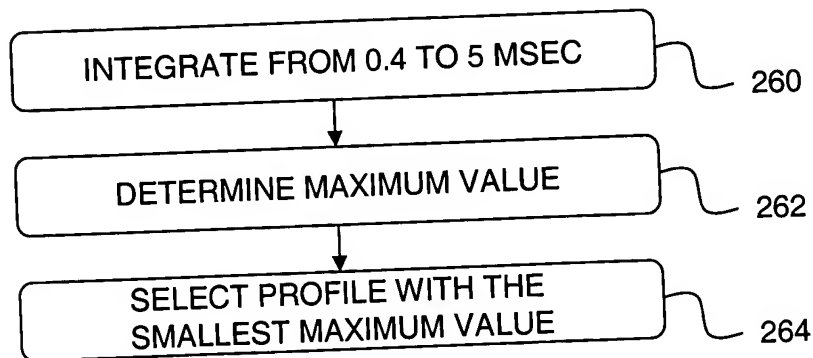 INTEGRATE FROM 0.4 TO 5 MSEC
260
DETERMINE MAXIMUM VALUE
262
SELECT PROFILE WITH THE
SMALLEST MAXIMUM VALUE
264